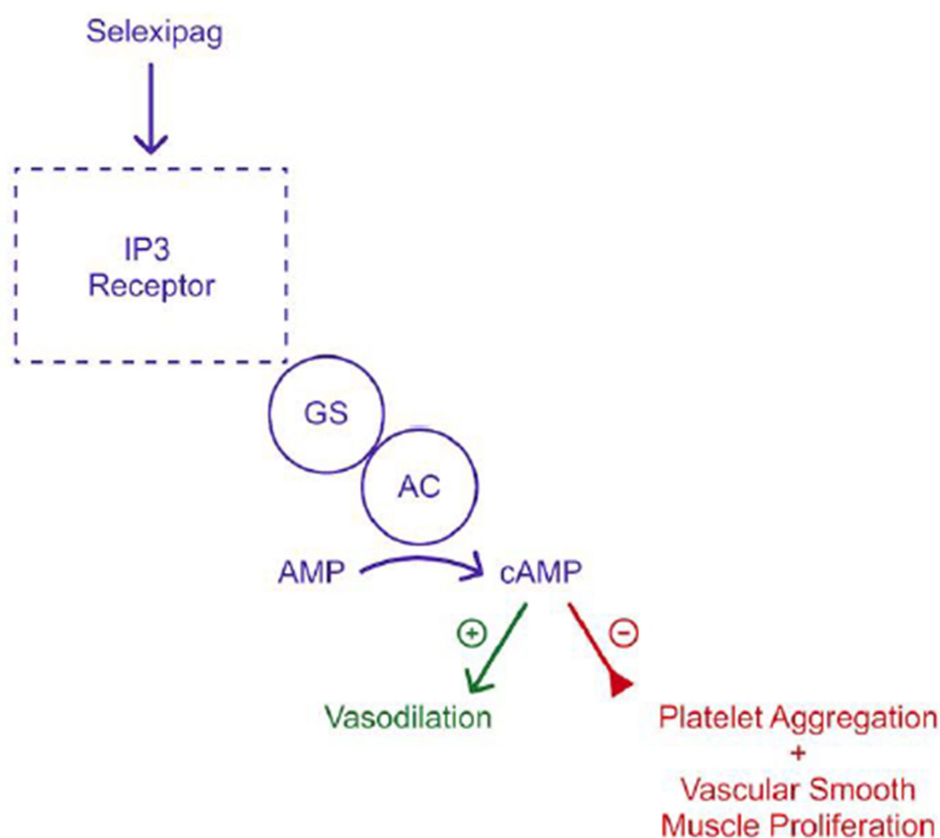 Selexipag
IP3
Receptor
GS
AC
AMP
cAMP
+
−
Vasodilation
Platelet Aggregation
+
Vascular Smooth
Muscle Proliferation